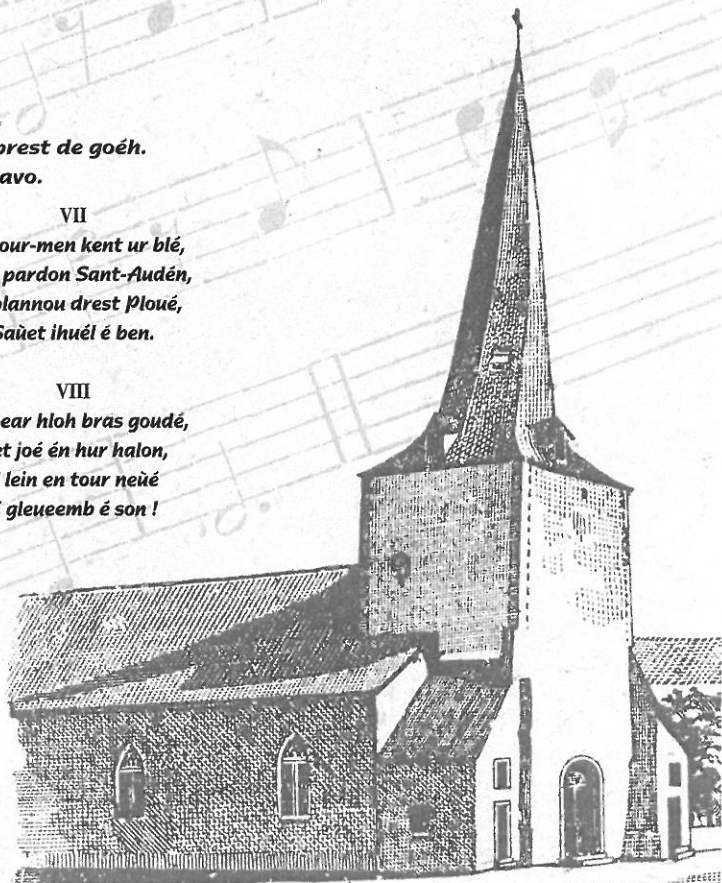 prest de goéh.
avo.
VII
our-men kent ur blé,
pardon Sant-Audén,
plannou drest Ploué,
Saùet ihuél é ben.
VIII
ear hloh bras goudé,
et joé én hur halon,
lein en tour neùé
gleueemb é son !